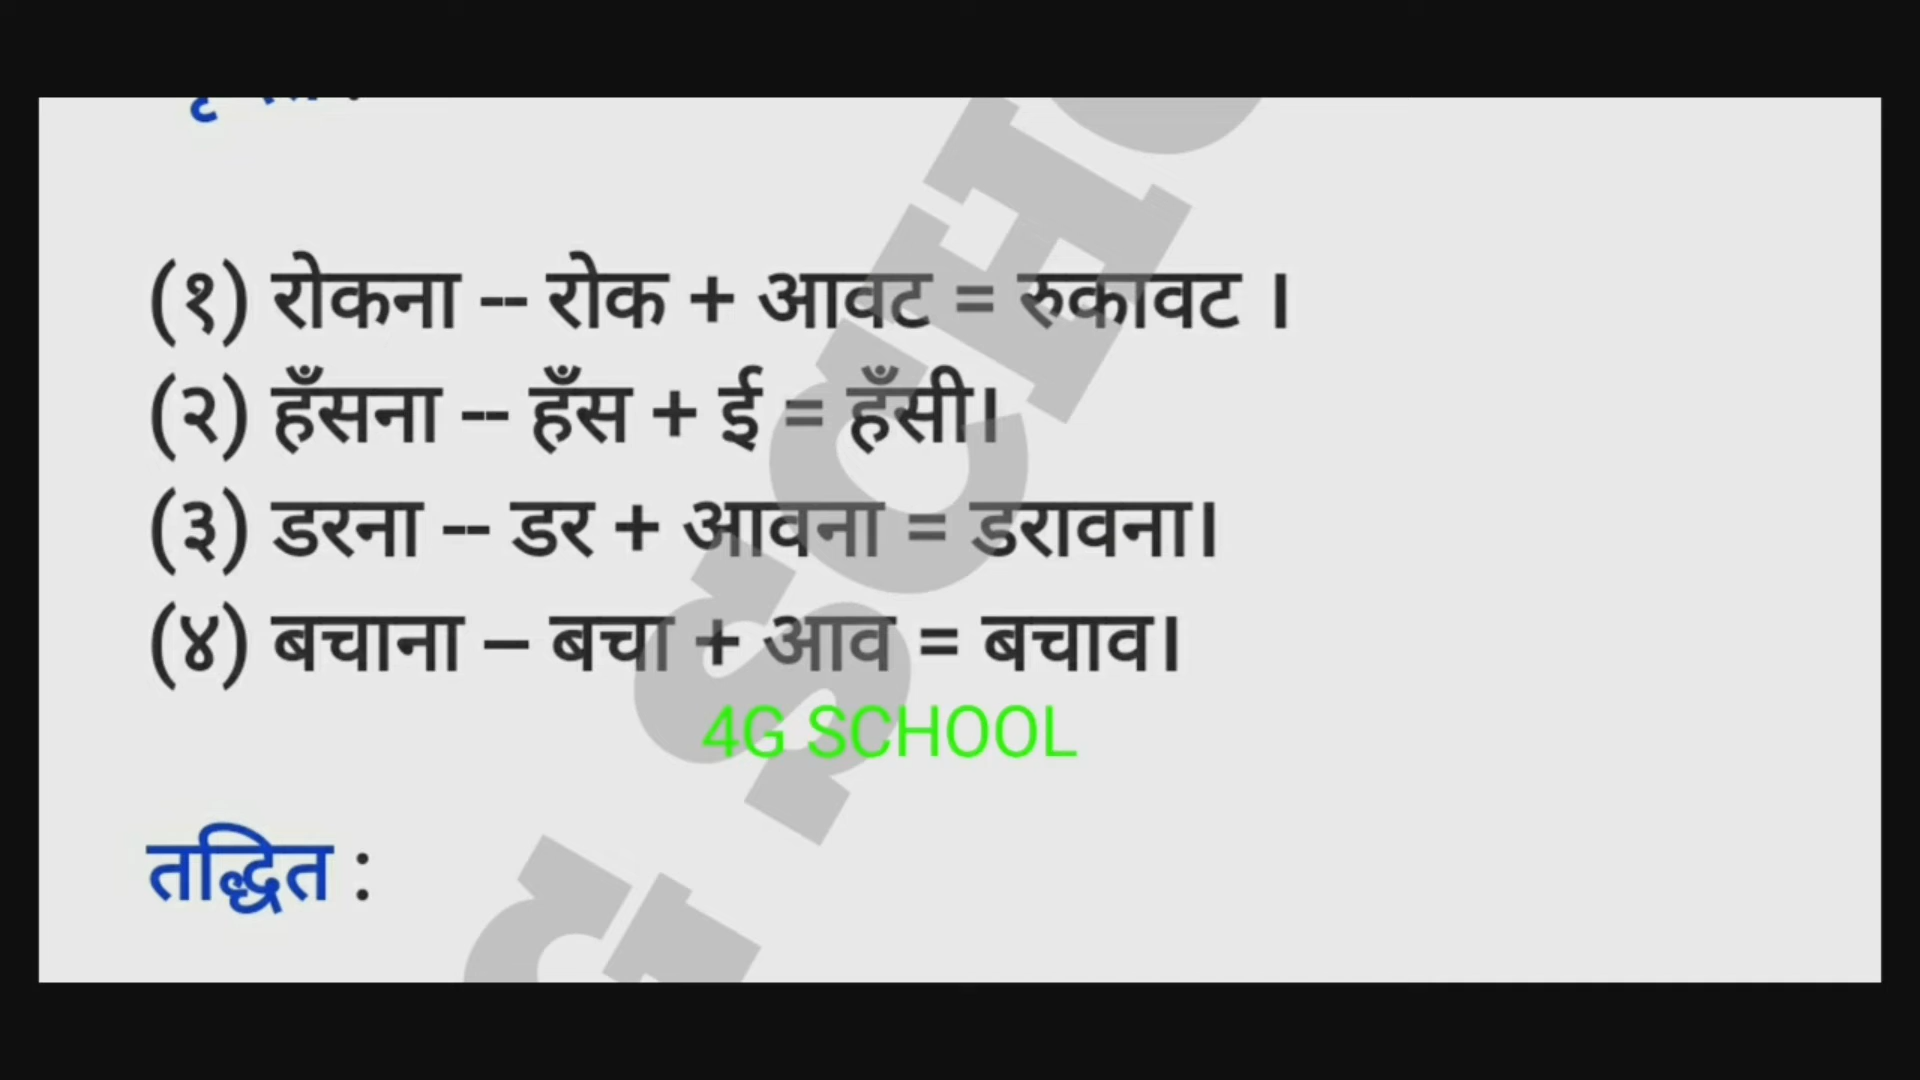 (१) रोकना -- रोक + आवट = रुकावट ।
(२) हँसना -- हँस + ई = हँसी।
(३) डरना -- डर + आवना = डरावना।
(४) बचाना – बचा + आव = बचाव।
4G SCHOOL
तद्धित :